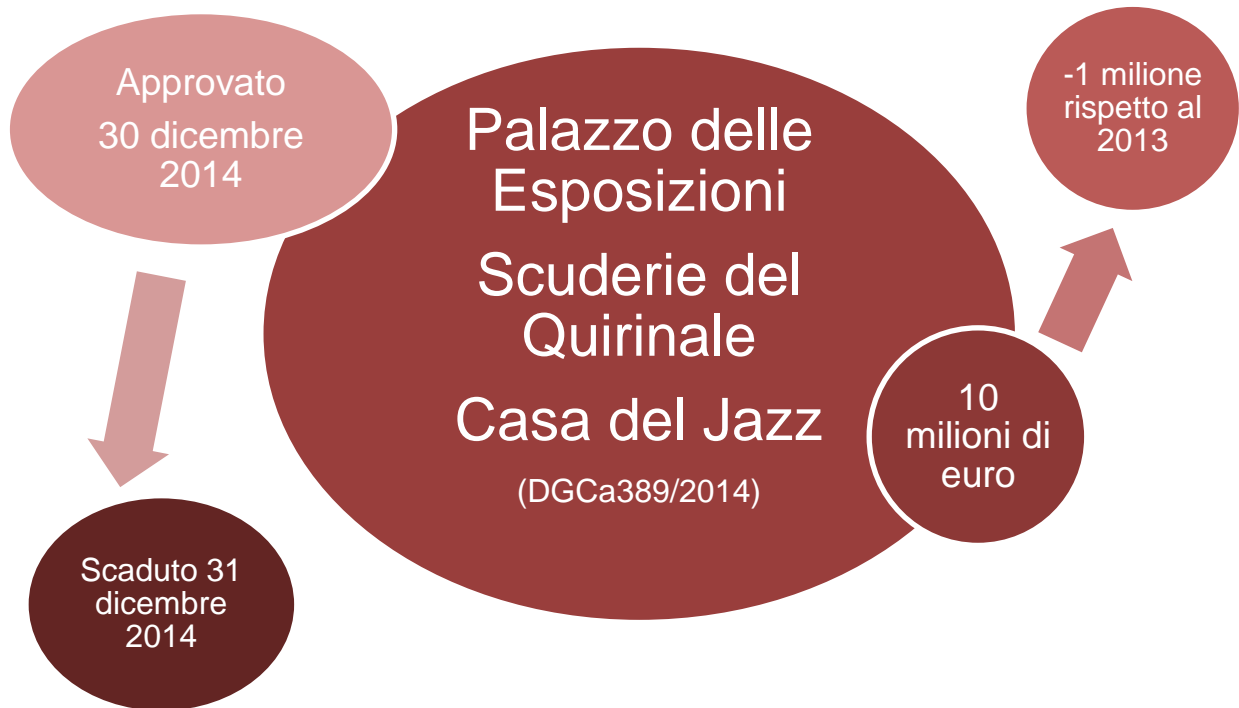 Approvato
30 dicembre
2014
Palazzo delle
Esposizioni
Scuderie del
Quirinale
Casa del Jazz
(DGCa389/2014)
-1 milione
rispetto al
2013
10
milioni di
euro
Scaduto 31
dicembre
2014